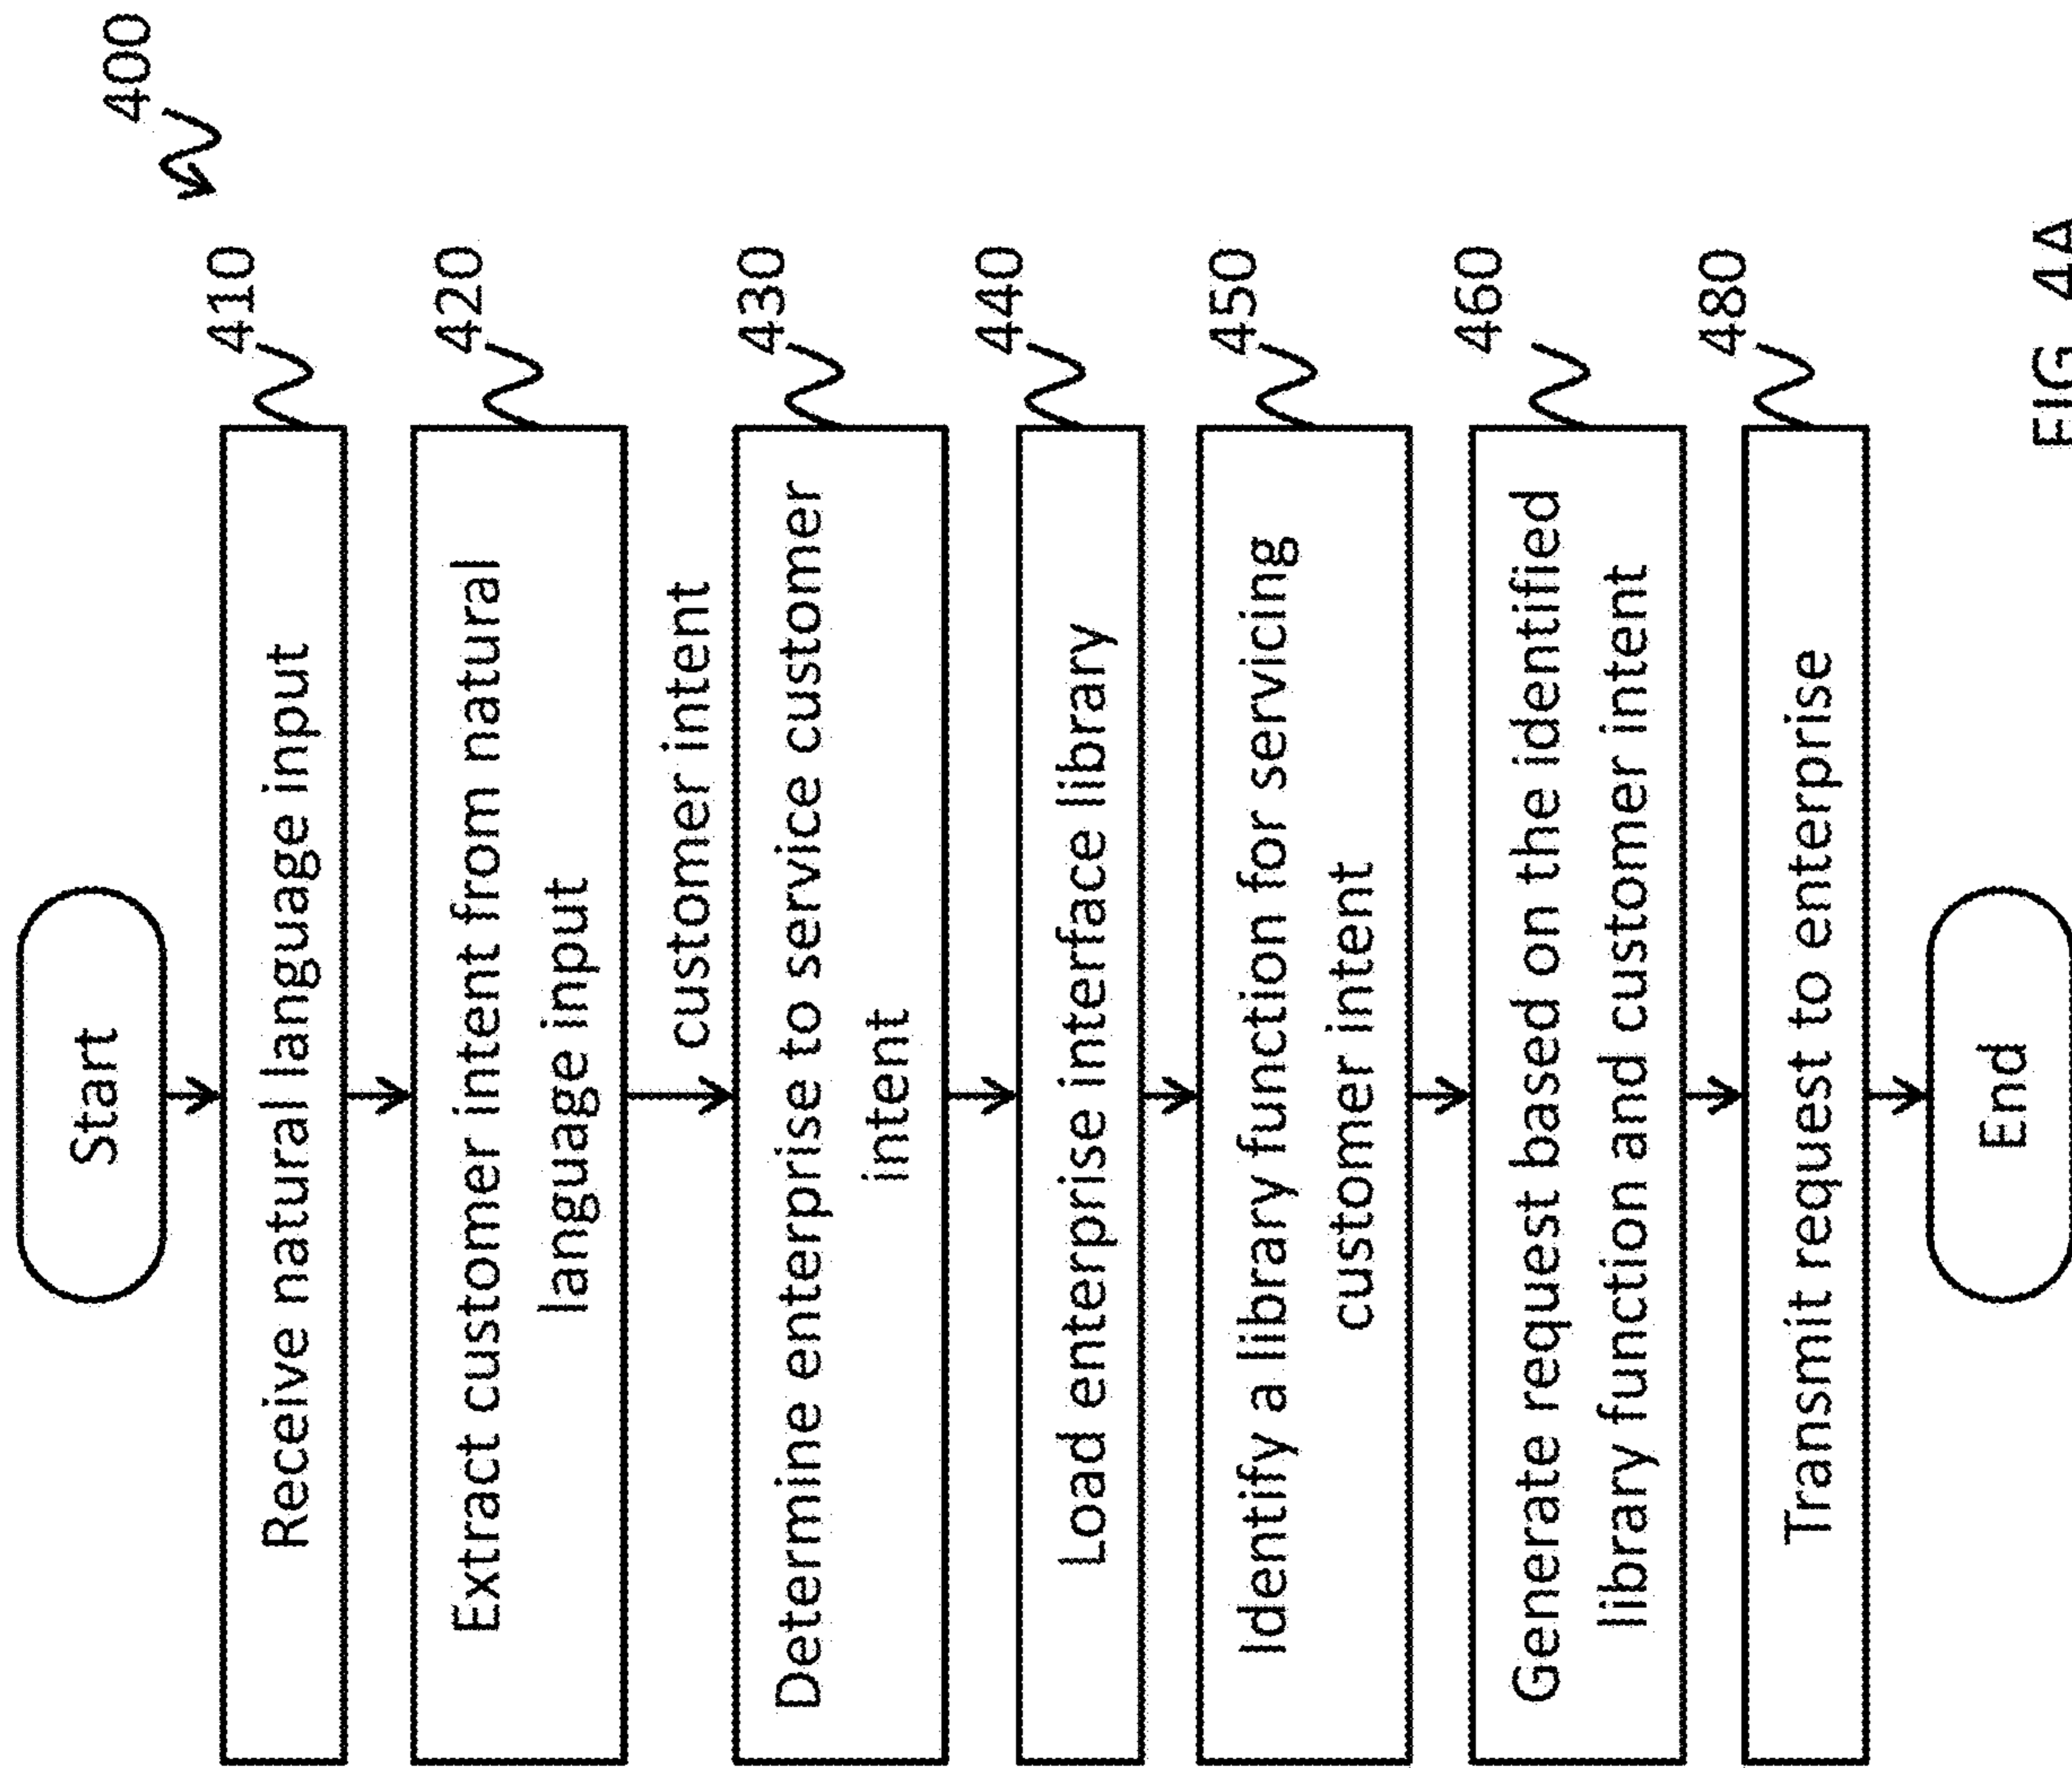 400
Start
Receive natural language input
410
Extract customer intent from natural
language input
420
customer intent
Determine enterprise to service customer
intent
430
Load enterprise interface library
440
Identify a library function for servicing
customer intent
450
Generate request based on the identified
library function and customer intent
460
Transmit request to enterprise
480
End
FIG. 4A